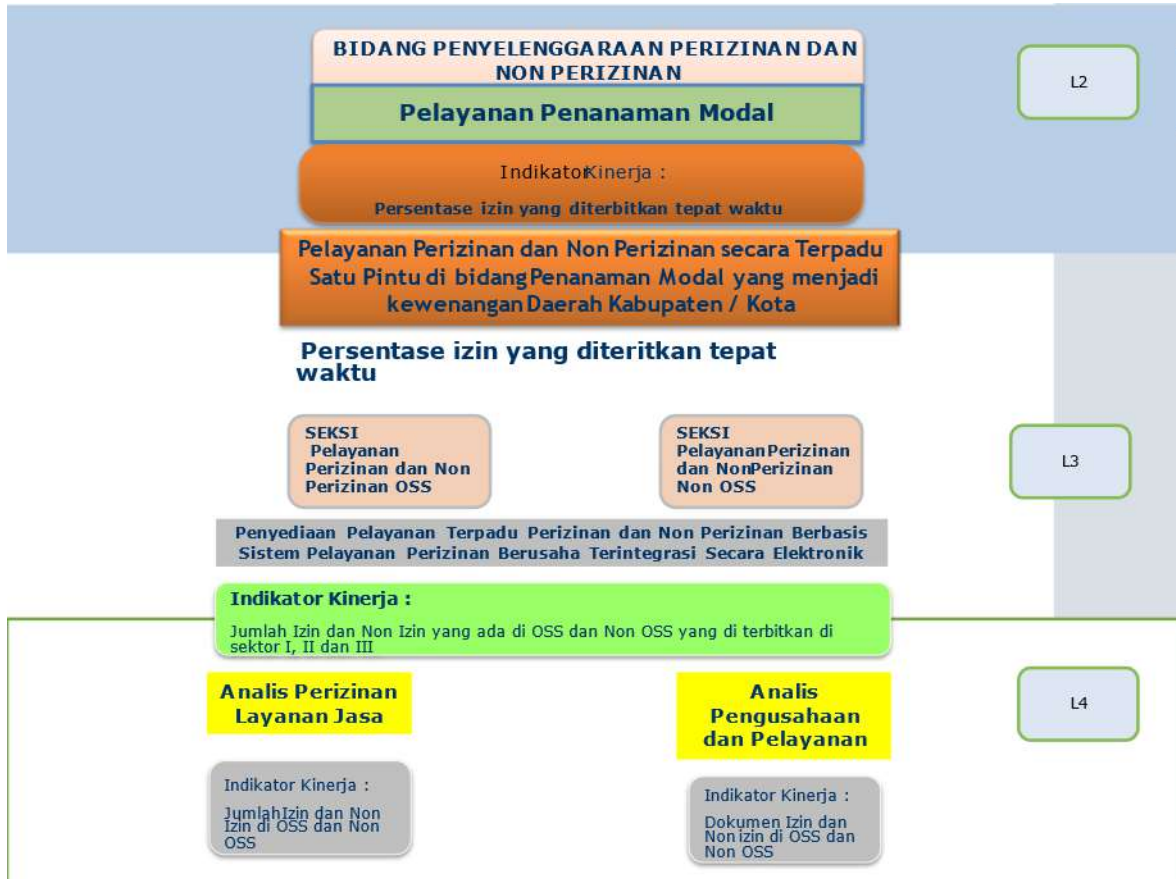 BIDANG PENYELENGGARAAN PERIZINAN DAN
NON PERIZINAN
L2
Pelayanan Penanaman Modal
IndikatorKinerja :
Persentase izin yang diterbitkan tepat waktu
Pelayanan Perizinan dan Non Perizinan secara Terpadu
Satu Pintu di bidang Penanaman Modal yang menjadi
kewenangan Daerah Kabupaten / Kota
Persentase izin yang diteritkan tepat
waktu
SEKSI
Pelayanan
Perizinan dan Non
Perizinan OSS
SEKSI
Pelayanan Perizinan
dan NonPerizinan
Non OSS
L3
Penyediaan Pelayanan Terpadu Perizinan dan Non Perizinan Berbasis
Sistem Pelayanan Perizinan Berusaha Terintegrasi Secara Elektronik
Indikator Kinerja :
Jumlah Izin dan Non Izin yang ada di OSS dan Non OSS yang di terbitkan di
sektor I, II dan III
Analis Perizinan
Layanan Jasa
Analis
Pengusahaan
dan Pelayanan
L4
Indikator Kinerja :
JumlahIzin dan Non
Izin di OSS dan Non
OSS
Indikator Kinerja :
Dokumen Izin dan
Non izin di OSS dan
Non OSS